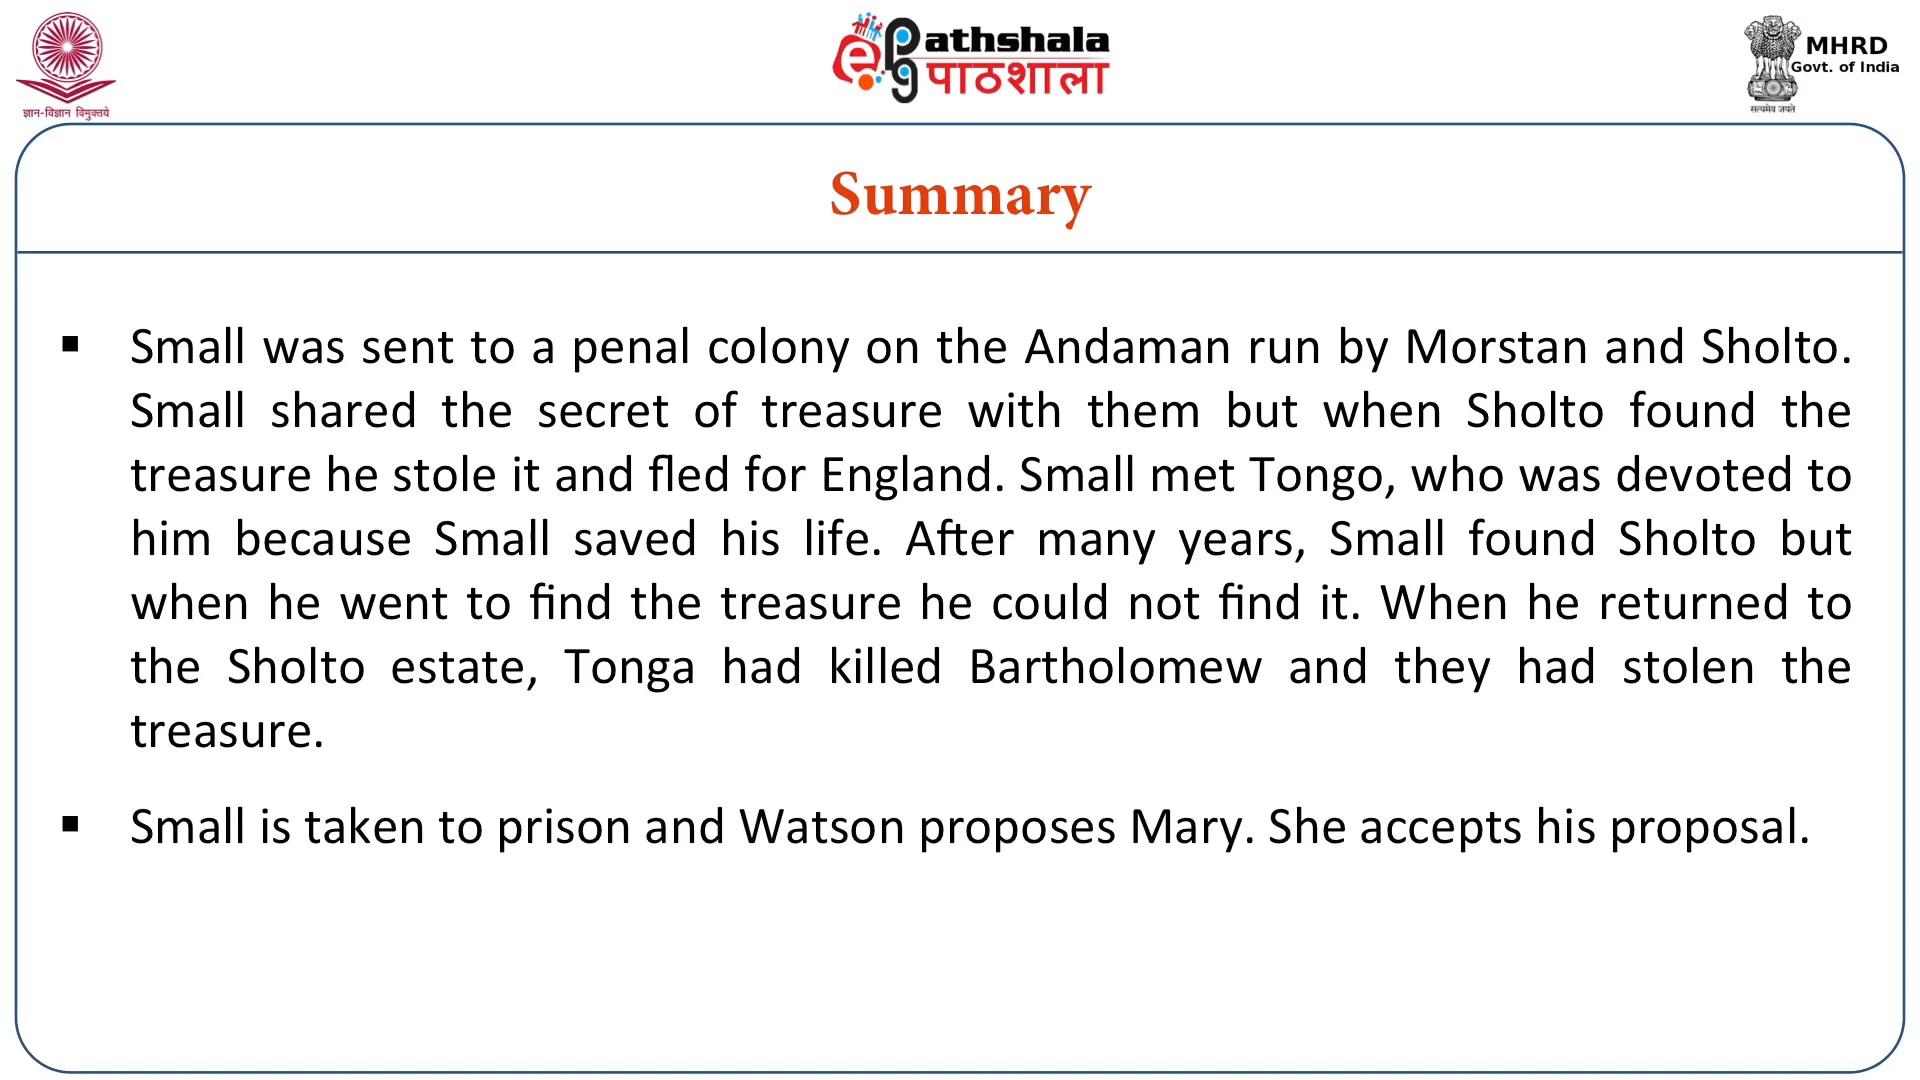 ज्ञान-विज्ञान विमुक्तये
ePg Pathshala
पाठशाला
MHRD
Govt. of India
सत्यमेव जयते
Summary
▪ Small was sent to a penal colony on the Andaman run by Morstan and Sholto.
Small shared the secret of treasure with them but when Sholto found the
treasure he stole it and fled for England. Small met Tongo, who was devoted to
him because Small saved his life. After many years, Small found Sholto but
when he went to find the treasure he could not find it. When he returned to
the Sholto estate, Tonga had killed Bartholomew and they had stolen the
treasure.
▪ Small is taken to prison and Watson proposes Mary. She accepts his proposal.